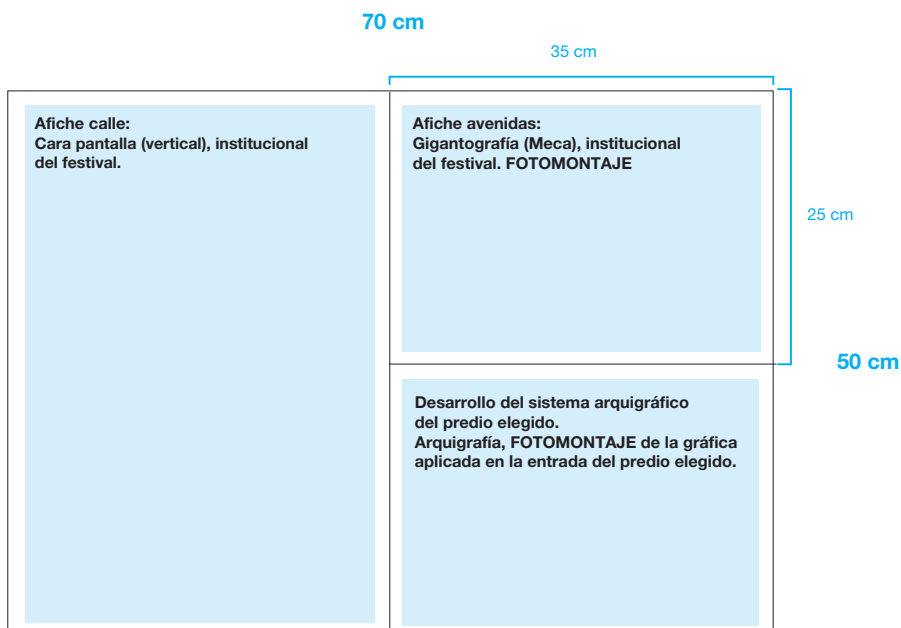 70 cm
35 cm
Afiche calle:
Cara pantalla (vertical), institucional
del festival.
Afiche avenidas:
Gigantografía (Meca), institucional
del festival. FOTOMONTAJE
25 cm
50 cm
Desarrollo del sistema arquigráfico
del predio elegido.
Arquigrafía, FOTOMONTAJE de la gráfica
aplicada en la entrada del predio elegido.